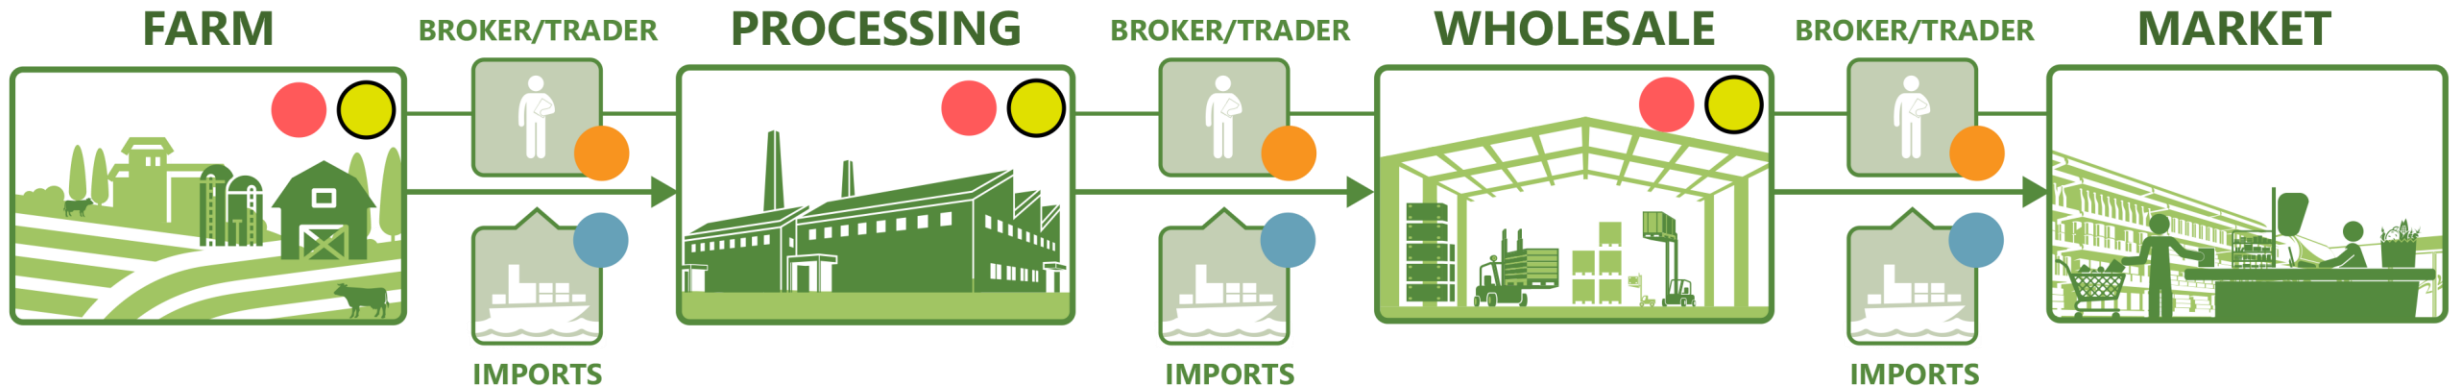 FARM
BROKER/TRADER
PROCESSING
BROKER/TRADER
WHOLESALE
BROKER/TRADER
MARKET
IMPORTS
IMPORTS
IMPORTS